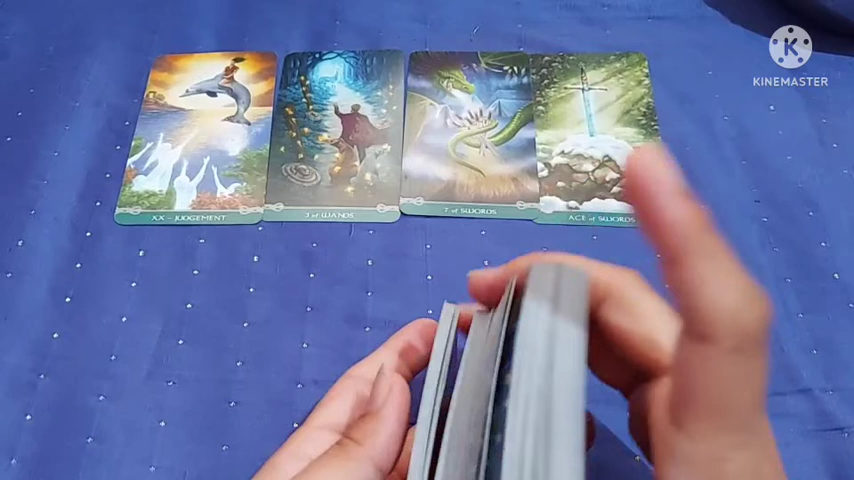 K
KINEMASTER
XX – JUDGEMENT
3 of WANDS
7 of SWORDS
ACE of SWORDS